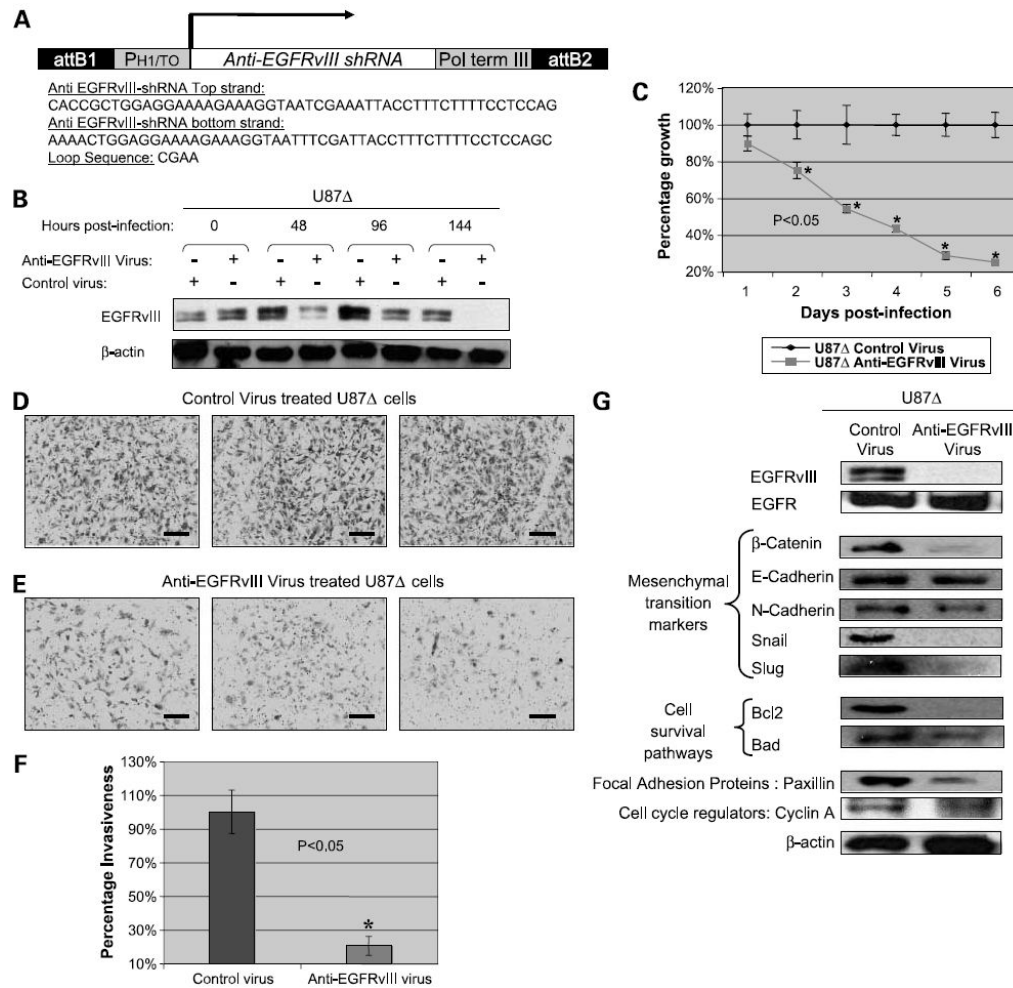 A
attB1 PH1/TO Anti-EGFRvIII shRNA Pol term III attB2
Anti EGFRvIII-shRNA Top strand:
CACCGCTGGAGGAAAAGAAAGGTAATCGAAATTACCTTTCTTTTCCTCCAG
Anti EGFRvIII-shRNA bottom strand:
AAAACTGGAGGAAAAGAAAGGTAATTTCGATTACCTTTCTTTTCCTCCAGC
Loop Sequence: CGAA
B
U87Δ
Hours post-infection: 0 48 96 144
Anti-EGFRvIII Virus: - + - + - + - +
Control virus: + - + - + - + -
EGFRvIII
β-actin
C
120%
100%
80%
60%
40%
20%
Percentage growth
P<0.05
* * * * *
1 2 3 4 5 6
Days post-infection
U87Δ Control Virus
U87Δ Anti-EGFRvIII Virus
D
Control Virus treated U87Δ cells
E
Anti-EGFRvIII Virus treated U87Δ cells
F
130%
110%
90%
70%
50%
30%
10%
Percentage Invasiveness
P<0.05
*
Control virus Anti-EGFRvIII virus
G
U87Δ
Control Virus
Anti-EGFRvIII Virus
EGFRvIII
EGFR
Mesenchymal transition markers
β-Catenin
E-Cadherin
N-Cadherin
Snail
Slug
Cell survival pathways
Bcl2
Bad
Focal Adhesion Proteins : Paxillin
Cell cycle regulators: Cyclin A
β-actin